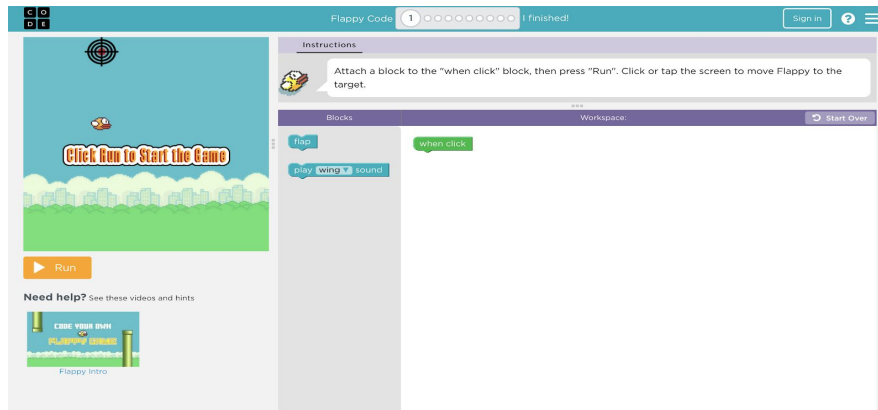 C O
D E
Flappy Code
1
I finished!
Sign in
?
Instructions
Attach a block to the "when click" block, then press "Run". Click or tap the screen to move Flappy to the
target.
Blocks
Workspace:
Start Over
flap
play wing sound
when click
Click Run to Start the Game
Run
Need help? See these videos and hints
CODE YOUR OWN
FLAPPY GAME
Flappy Intro